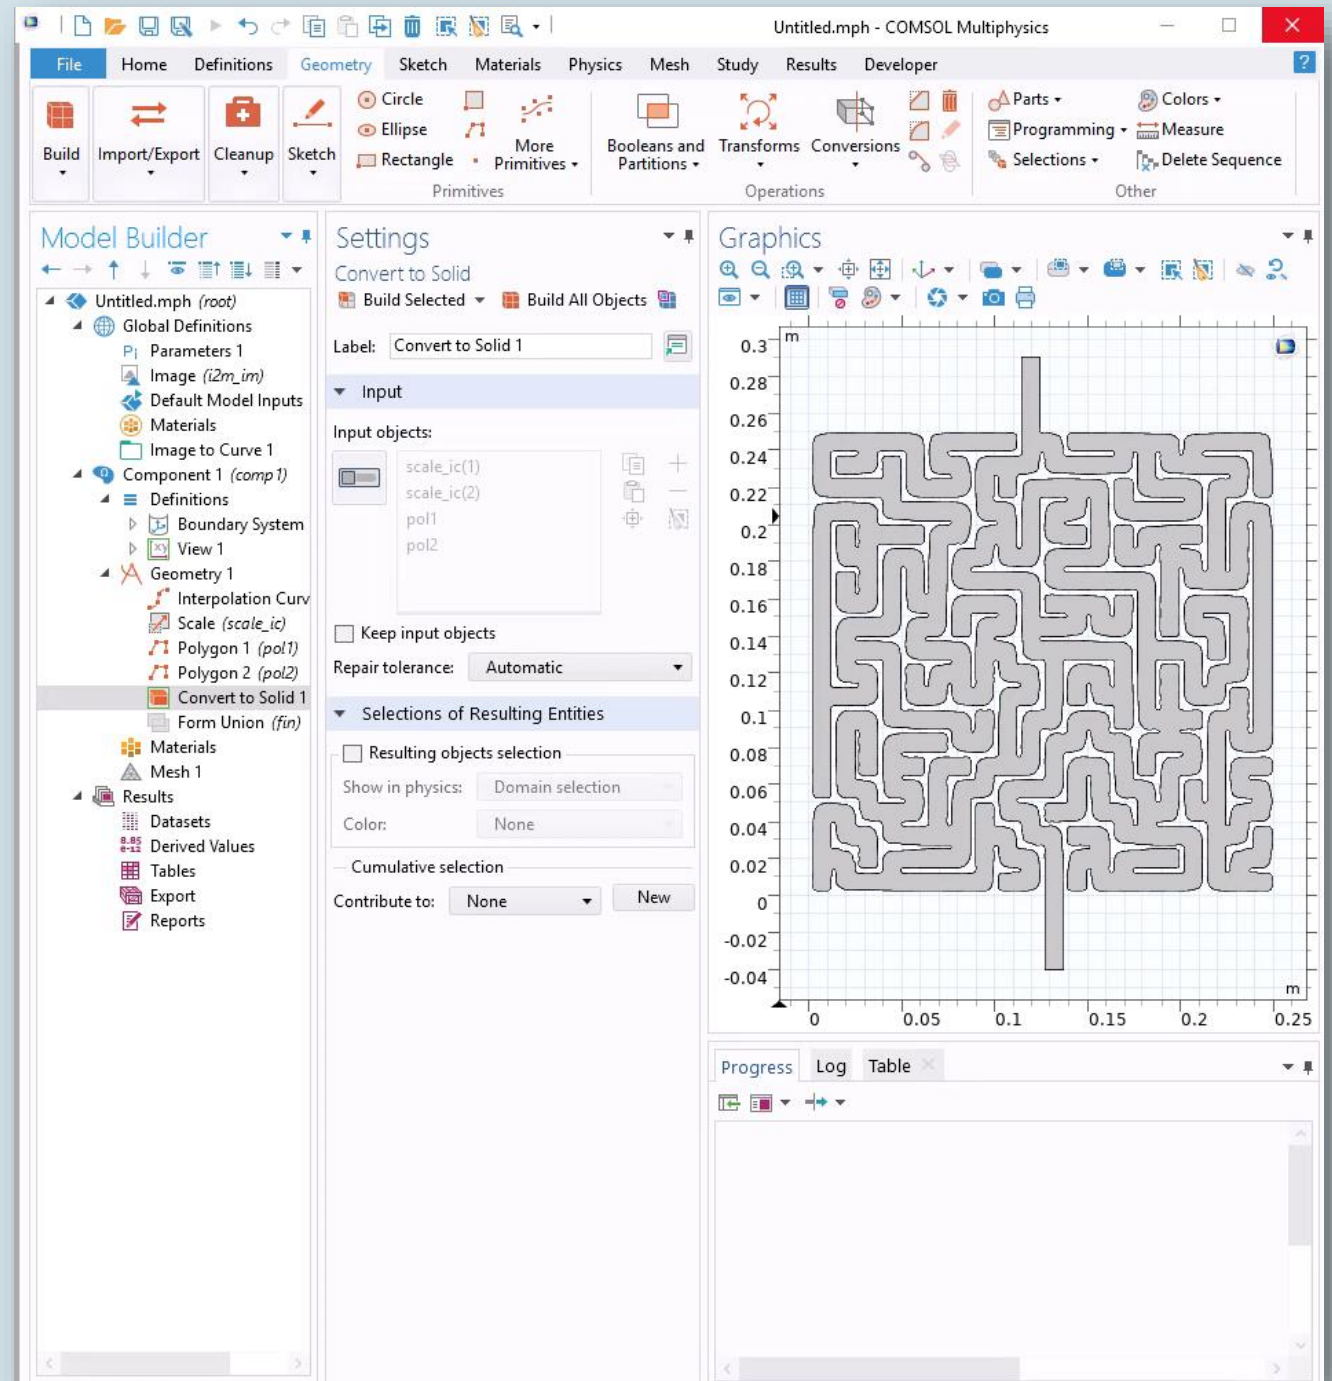 Untitled.mph - COMSOL Multiphysics
File Home Definitions Geometry Sketch Materials Physics Mesh Study Results Developer
?
Build
Import/Export
Cleanup
Sketch
Circle
Ellipse
Rectangle
More
Primitives
Primitives
Booleans and
Partitions
Transforms
Conversions
Operations
Parts
Programming
Selections
Colors
Measure
Delete Sequence
Other
Model Builder
Untitled.mph (root)
Global Definitions
Pi Parameters 1
Image (i2m_im)
Default Model Inputs
Materials
Image to Curve 1
Component 1 (comp1)
Definitions
Boundary System
View 1
Geometry 1
Interpolation Curv
Scale (scale_ic)
Polygon 1 (pol1)
Polygon 2 (pol2)
Convert to Solid 1
Form Union (fin)
Materials
Mesh 1
Results
Datasets
8.85
e-12
Derived Values
Tables
Export
Reports
Settings
Convert to Solid
Build Selected
Build All Objects
Label: Convert to Solid 1
Input
Input objects:
scale_ic(1)
scale_ic(2)
pol1
pol2
Keep input objects
Repair tolerance: Automatic
Selections of Resulting Entities
Resulting objects selection
Show in physics: Domain selection
Color: None
Cumulative selection
Contribute to: None New
Graphics
m
0.3
0.28
0.26
0.24
0.22
0.2
0.18
0.16
0.14
0.12
0.1
0.08
0.06
0.04
0.02
0
-0.02
-0.04
m
0 0.05 0.1 0.15 0.2 0.25
Progress Log Table